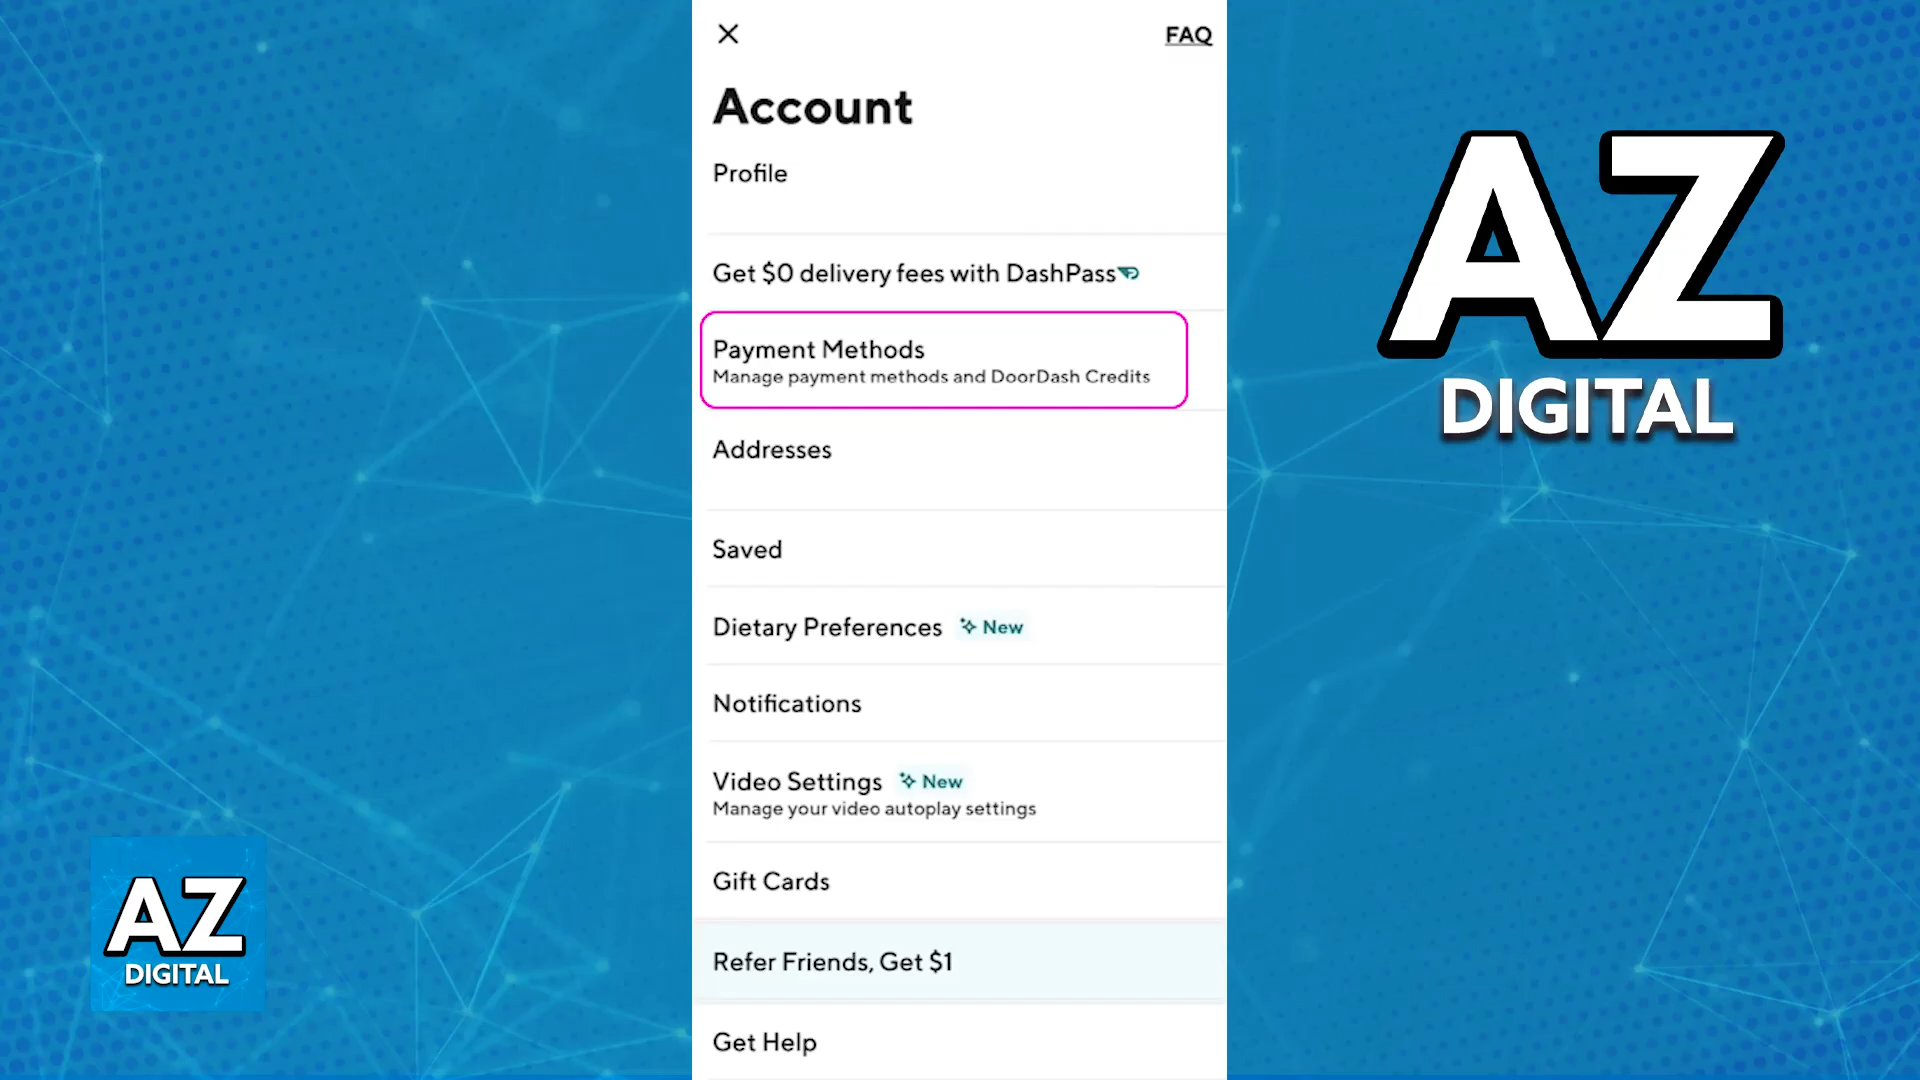 FAQ
Account
Profile
Get $0 delivery fees with DashPass
Payment Methods
Manage payment methods and DoorDash Credits
Addresses
Saved
Dietary Preferences New
Notifications
Video Settings New
Manage your video autoplay settings
Gift Cards
Refer Friends, Get $1
Get Help
AZ
DIGITAL
AZ
DIGITAL